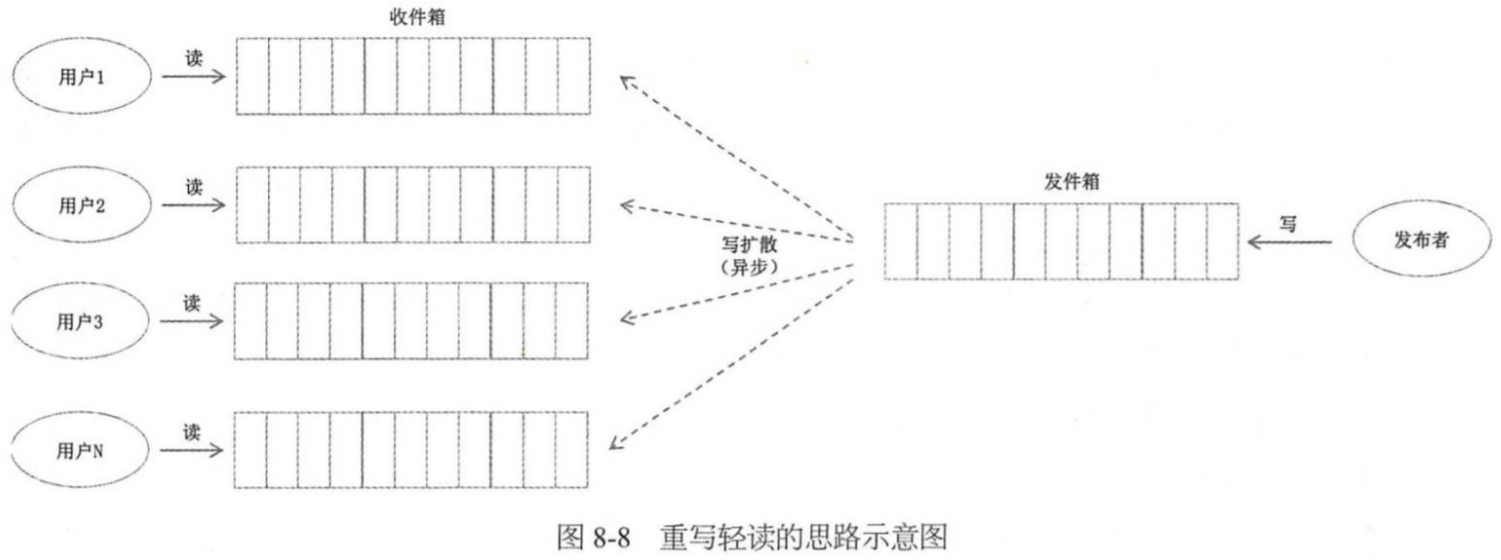 收件箱
用户1
读
用户2
读
发件箱
写
发布者
写扩散
(异步)
用户3
读
用户N
读
图 8-8 重写轻读的思路示意图